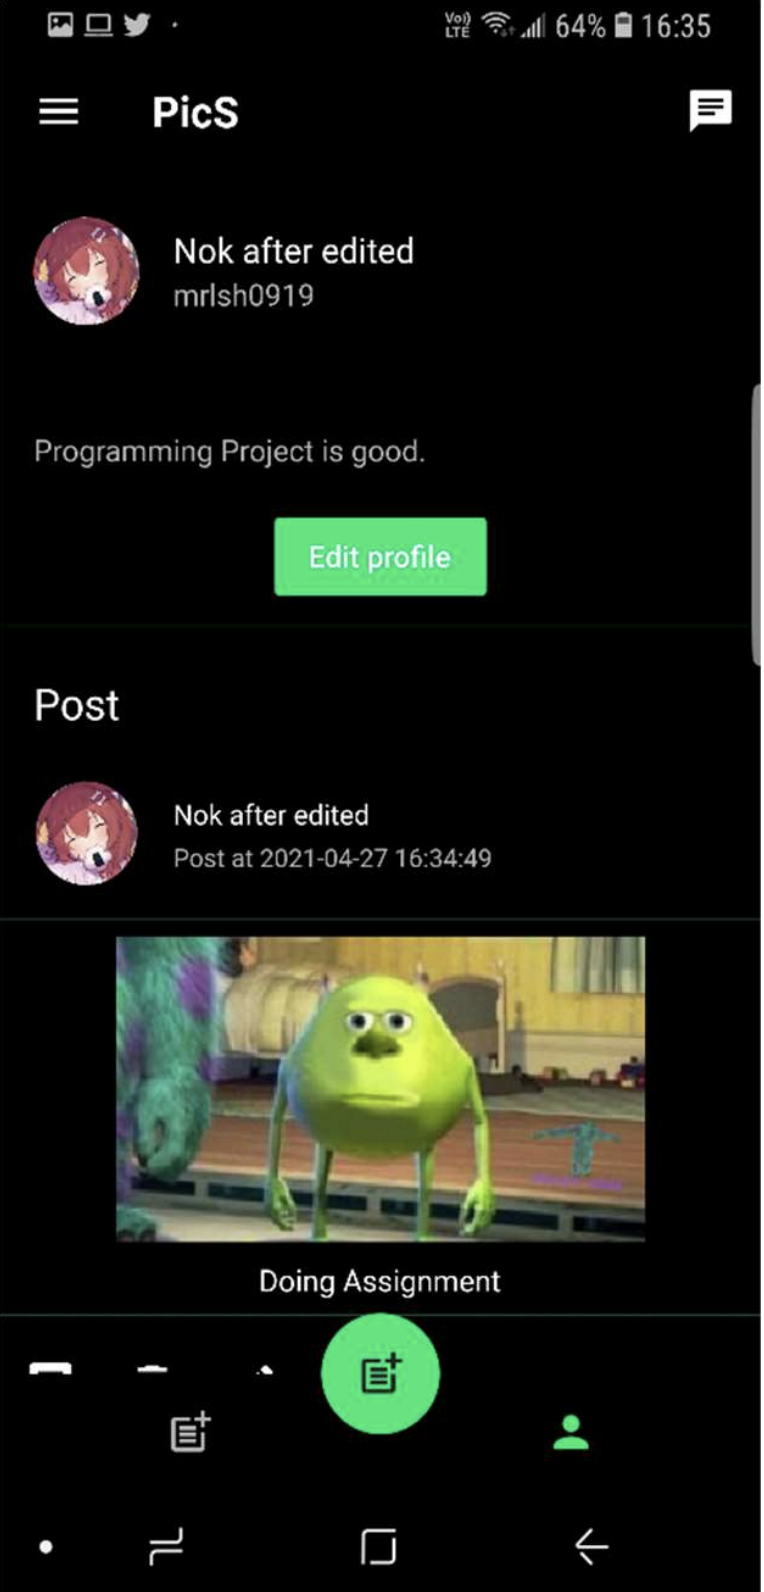 Vo))
LTE
64%
16:35
PicS
Nok after edited
mrlsh0919
Programming Project is good.
Edit profile
Post
Nok after edited
Post at 2021-04-27 16:34:49
Doing Assignment